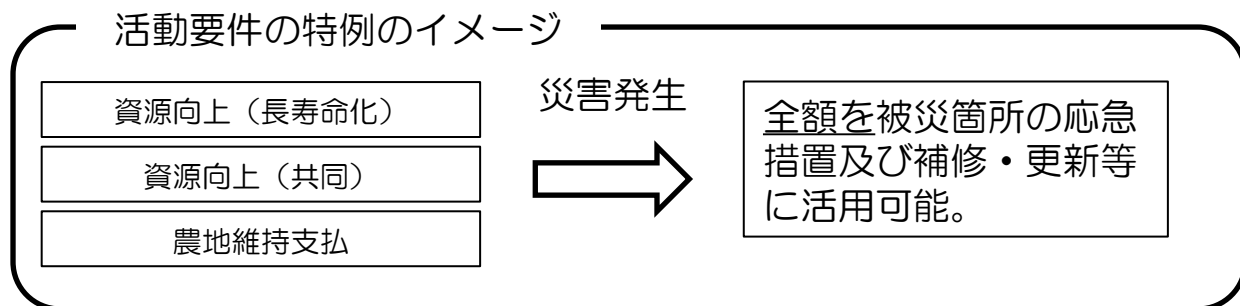 活動要件の特例のイメージ
資源向上（長寿命化）
資源向上（共同）
農地維持支払
災害発生
全額を被災箇所の応急
措置及び補修・更新等
に活用可能。